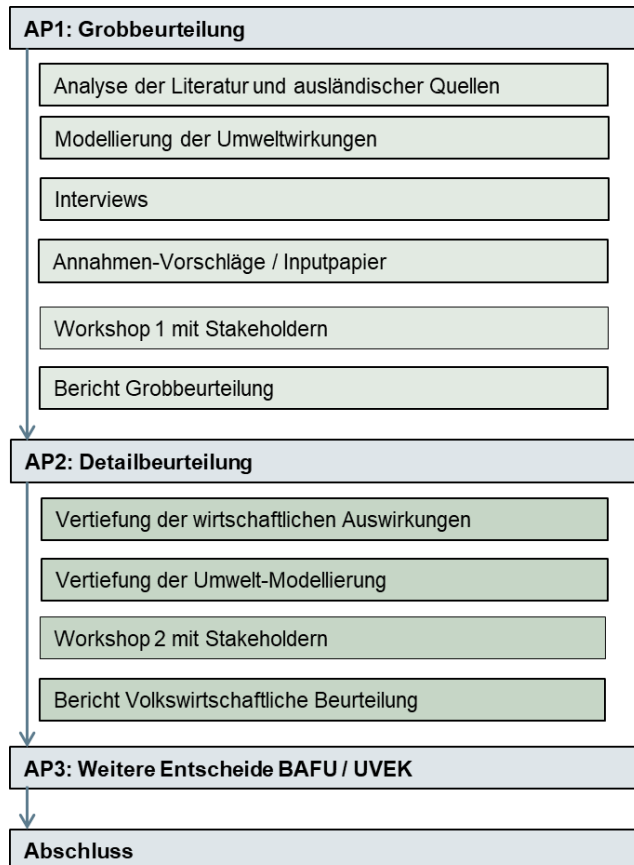 AP1: Grobbeurteilung
Analyse der Literatur und ausländischer Quellen
Modellierung der Umweltwirkungen
Interviews
Annahmen-Vorschläge / Inputpapier
Workshop 1 mit Stakeholdern
Bericht Grobbeurteilung
AP2: Detailbeurteilung
Vertiefung der wirtschaftlichen Auswirkungen
Vertiefung der Umwelt-Modellierung
Workshop 2 mit Stakeholdern
Bericht Volkswirtschaftliche Beurteilung
AP3: Weitere Entscheide BAFU / UVEK
Abschluss